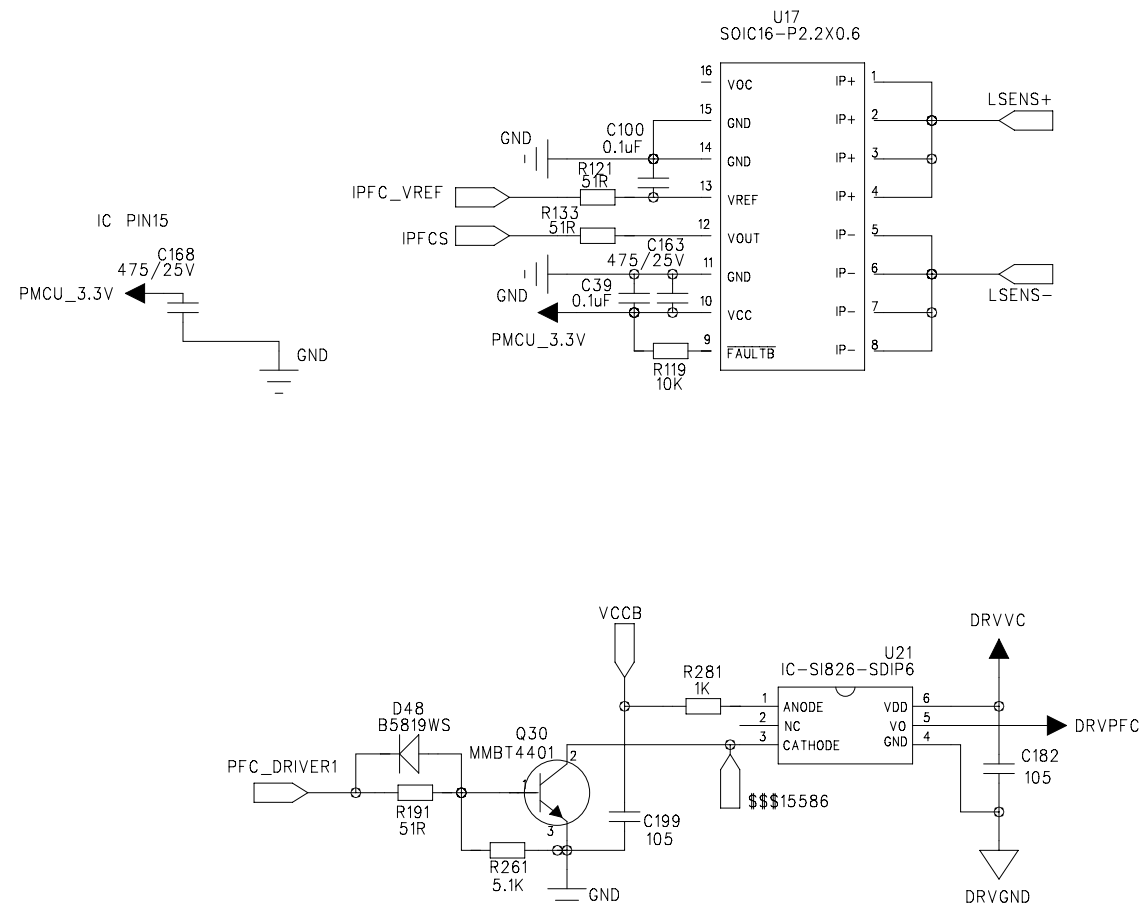 U17
SOIC16-P2.2X0.6
16
VOC
IP+
1
15
GND
IP+
2
LSENS+
GND
C100
0.1uF
14
GND
IP+
3
R121
51R
IPFC_VREF
13
VREF
IP+
4
IC PIN15
R133
51R
IPFCS
12
VOUT
IP-
5
C168
475/25V
PMCU_3.3V
GND
C163
475/25V
11
GND
IP-
6
LSENS-
GND
C39
0.1uF
10
VCC
IP-
7
PMCU_3.3V
9
FAULTB
IP-
8
R119
10K
VCCB
DRVVC
R281
1K
U21
IC-SI826-SDIP6
1
ANODE
VDD
6
2
NC
VO
5
DRVPFC
3
CATHODE
GND
4
D48
B5819WS
Q30
MMBT4401
2
1
3
PFC_DRIVER1
R191
51R
$$$15586
C182
105
C199
105
R261
5.1K
GND
DRVGND